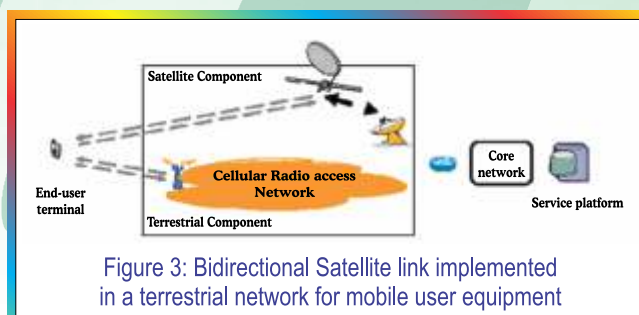 Satellite Component
Cellular Radio access
Network
Terrestrial Component
End-user
terminal
Core
network
Service platform
Figure 3: Bidirectional Satellite link implemented
in a terrestrial network for mobile user equipment